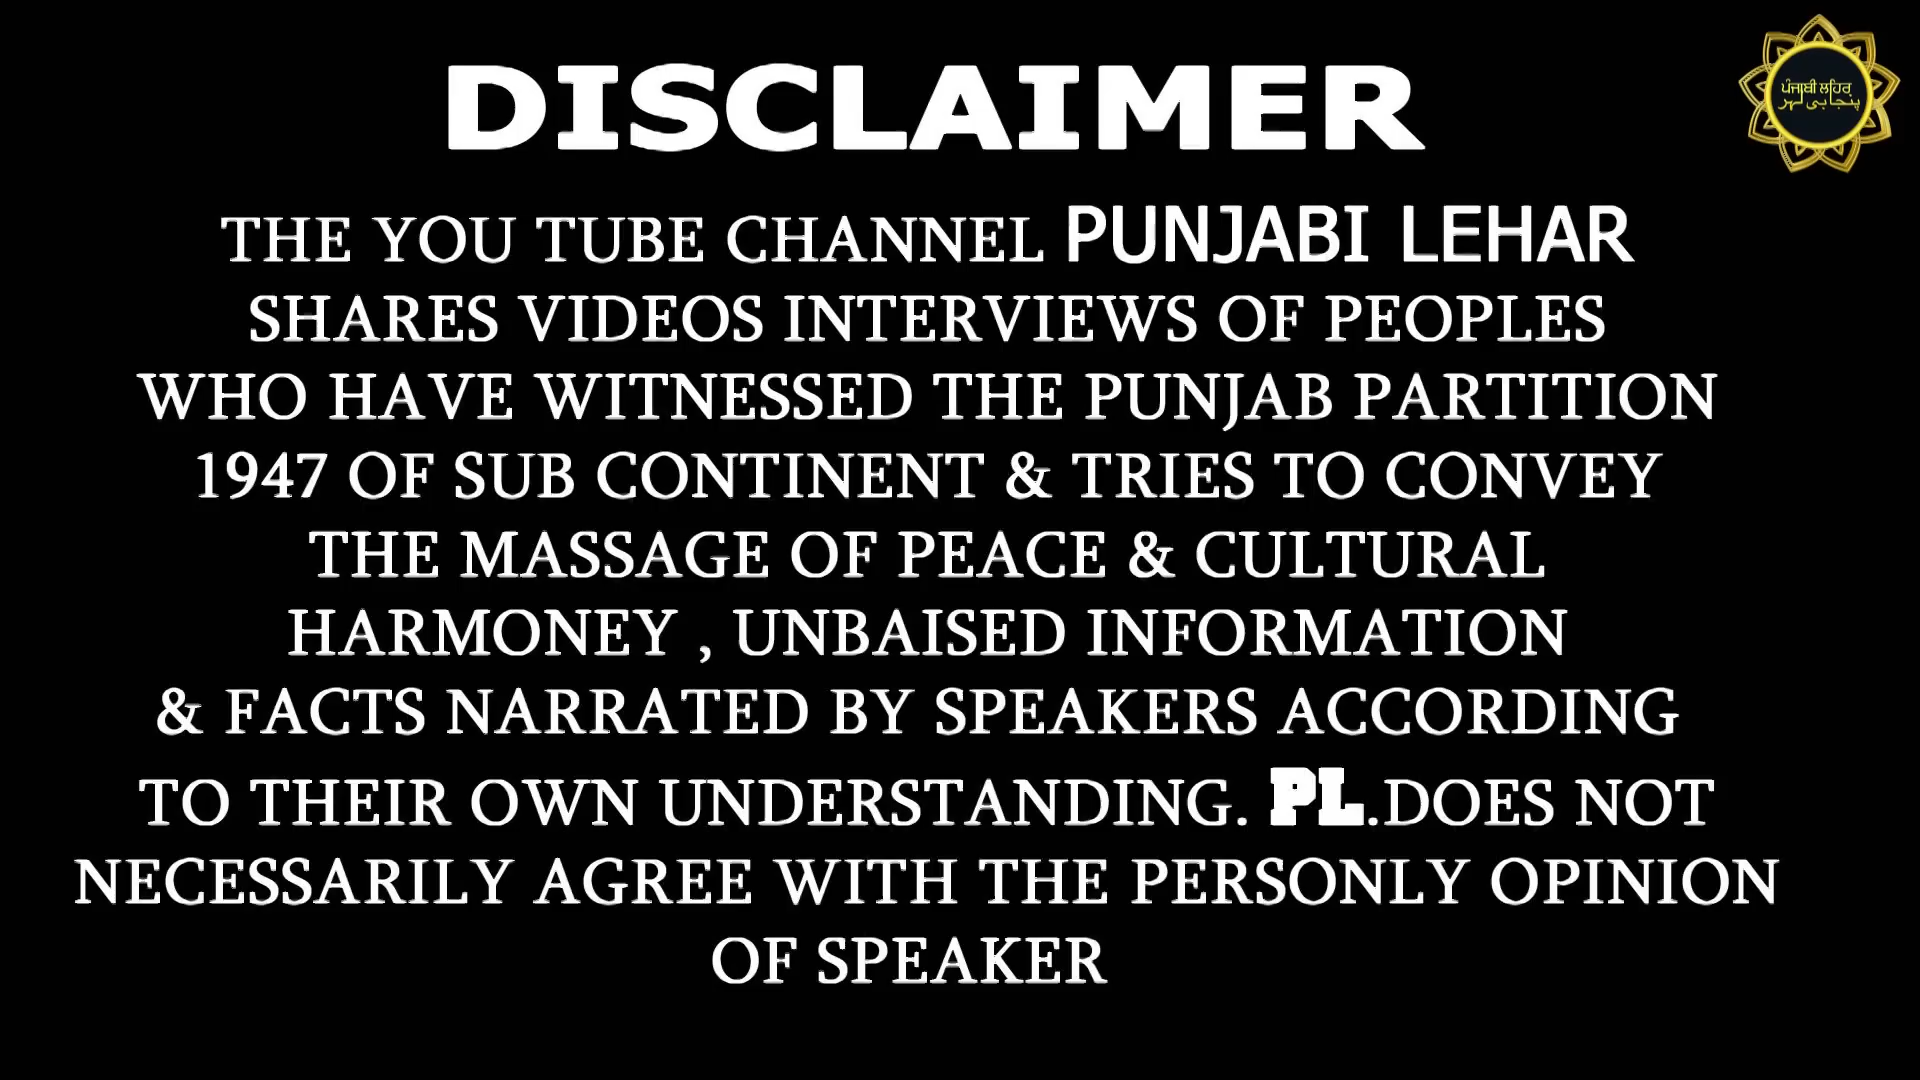 DISCLAIMER
ਪੰਜਾਬੀ ਲਹਿਰ
پنجابی لہر
THE YOU TUBE CHANNEL PUNJABI LEHAR
SHARES VIDEOS INTERVIEWS OF PEOPLES
WHO HAVE WITNESSED THE PUNJAB PARTITION
1947 OF SUB CONTINENT & TRIES TO CONVEY
THE MASSAGE OF PEACE & CULTURAL
HARMONEY , UNBAISED INFORMATION
& FACTS NARRATED BY SPEAKERS ACCORDING
TO THEIR OWN UNDERSTANDING. PL.DOES NOT
NECESSARILY AGREE WITH THE PERSONLY OPINION
OF SPEAKER